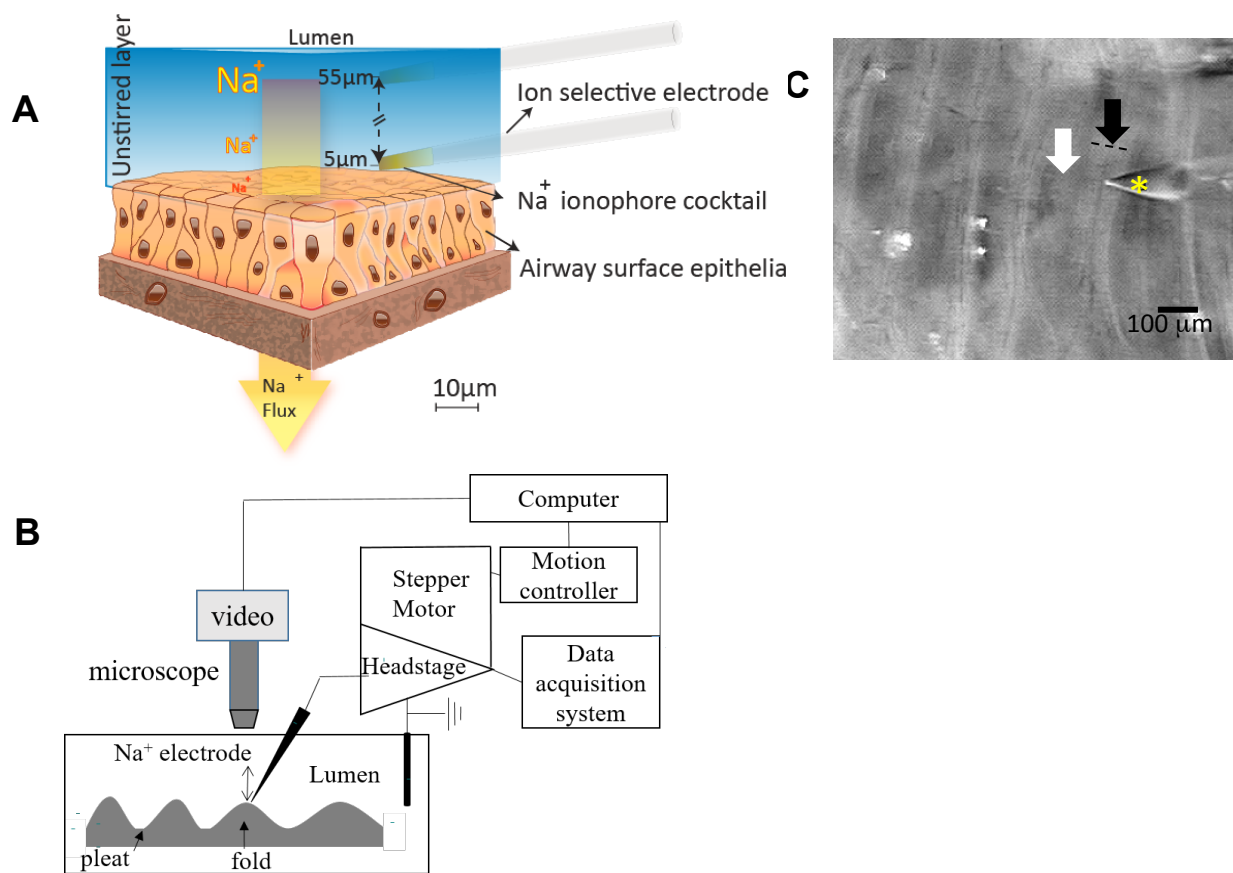 A
Unstirred layer
Lumen
Na+
55μm
Ion selective electrode
Na+
5μm
Na+
Na+ ionophore cocktail
Airway surface epithelia
Na +
Flux
10μm
B
Computer
Motion
controller
Stepper
Motor
video
Headstage
Data
acquisition
system
microscope
Na+ electrode
Lumen
pleat
fold
C
*
100 μm